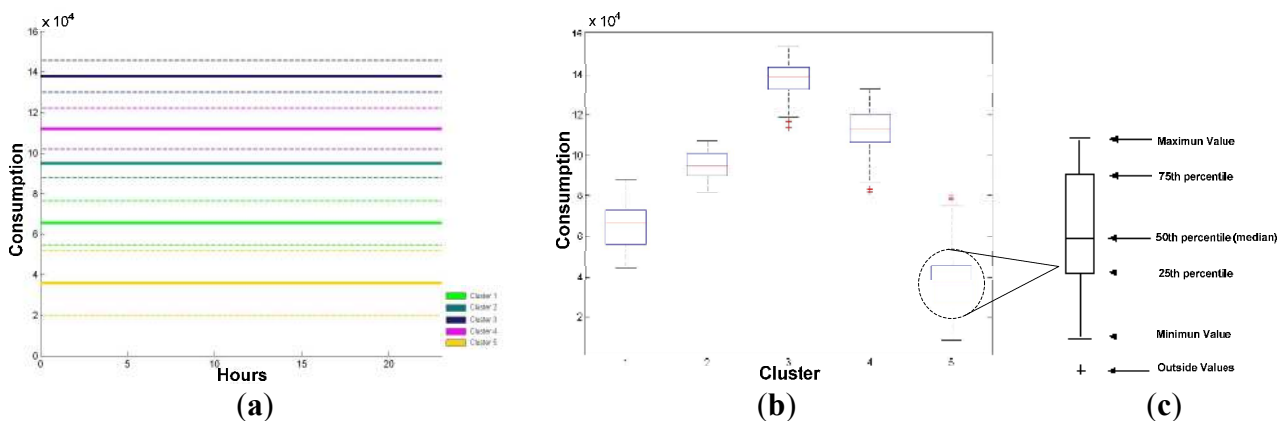 x 10⁴
16
14
12
10
8
6
4
2
0
Consumption
0 5 10 15 20
Hours
Cluster 1
Cluster 2
Cluster 3
Cluster 4
Cluster 5
(a)
x 10⁴
16
14
12
10
8
6
4
2
Consumption
1 2 3 4 5
Cluster
(b)
Maximun Value
75th percentile
50th percentile (median)
25th percentile
Minimun Value
Outside Values
(c)